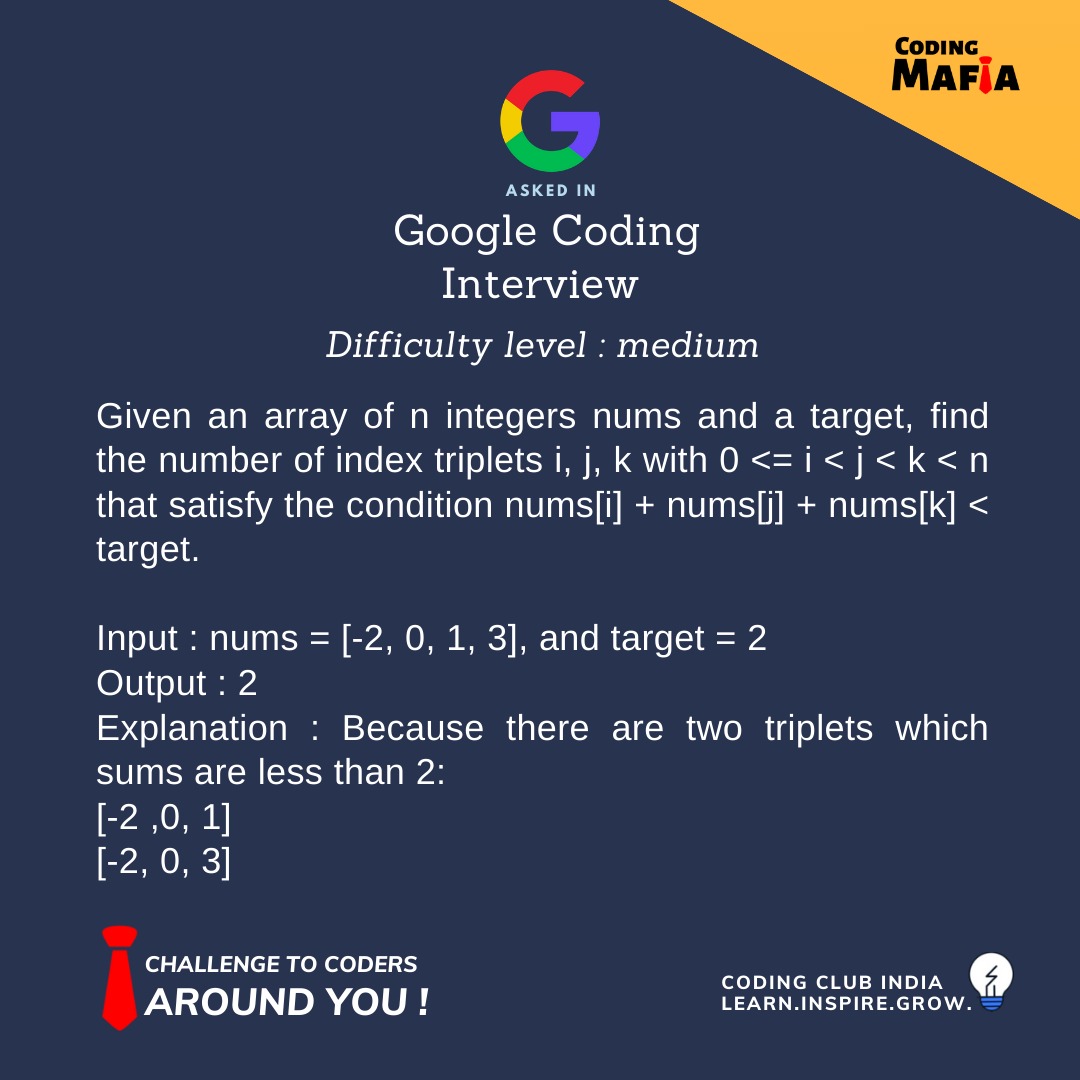 CODING
MAFIA
ASKED IN
Google Coding
Interview
Difficulty level : medium
Given an array of n integers nums and a target, find
the number of index triplets i, j, k with 0 <= i < j < k < n
that satisfy the condition nums[i] + nums[j] + nums[k] <
target.
Input : nums = [-2, 0, 1, 3], and target = 2
Output : 2
Explanation : Because there are two triplets which
sums are less than 2:
[-2 ,0, 1]
[-2, 0, 3]
CHALLENGE TO CODERS
AROUND YOU !
CODING CLUB INDIA
LEARN.INSPIRE.GROW.